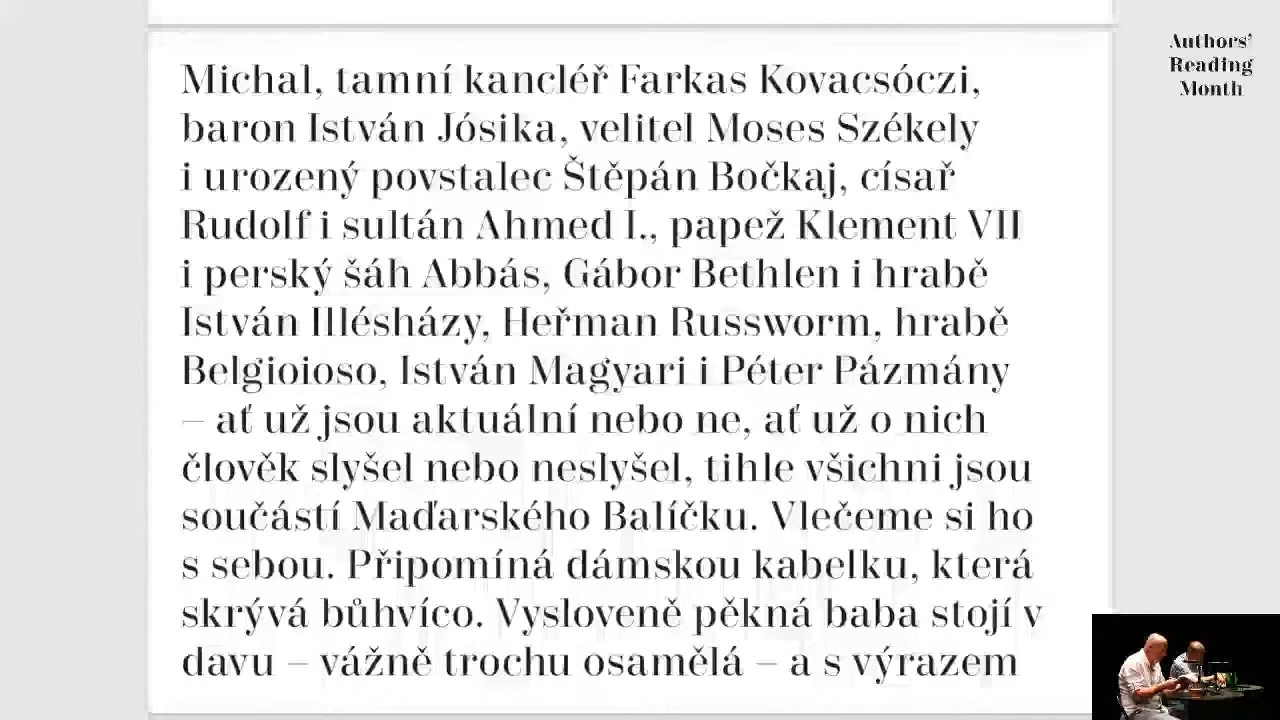 Michal, tamní kancléř Farkas Kovacsóczi,
baron István Jósika, velitel Moses Székely
i urozený povstalec Štěpán Bočkaj, císař
Rudolf i sultán Ahmed I., papež Klement VII
i perský šáh Abbás, Gábor Bethlen i hrabě
István Illésházy, Heřman Russworm, hrabě
Belgioioso, István Magyari i Péter Pázmány
– ať už jsou aktuální nebo ne, ať už o nich
člověk slyšel nebo neslyšel, tihle všichni jsou
součástí Maďarského Balíčku. Vlečeme si ho
s sebou. Připomíná dámskou kabelku, která
skrývá bůhvíco. Vysloveně pěkná baba stojí v
davu – vážně trochu osamělá – a s výrazem
Authors’
Reading
Month